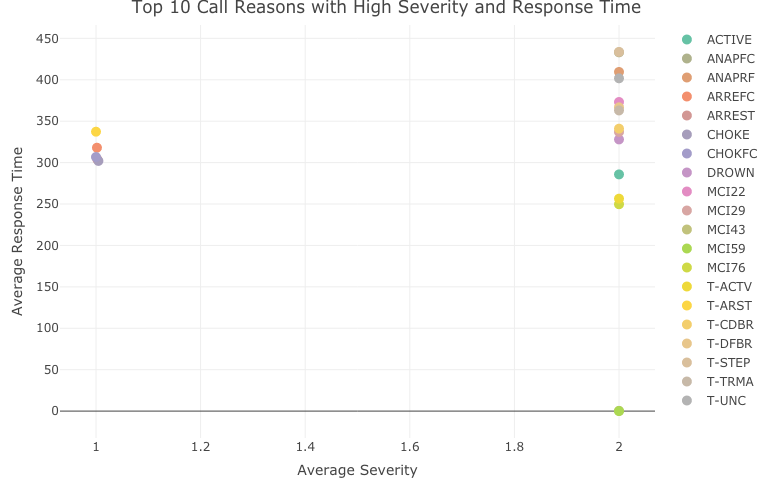 Top 10 Call Reasons with High Severity and Response Time
450
400
350
300
250
200
150
100
50
0
Average Response Time
1
1.2
1.4
1.6
1.8
2
Average Severity
ACTIVE
ANAPFC
ANAPRF
ARREFC
ARREST
CHOKE
CHOKFC
DROWN
MCI22
MCI29
MCI43
MCI59
MCI76
T-ACTV
T-ARST
T-CDBR
T-DFBR
T-STEP
T-TRMA
T-UNC